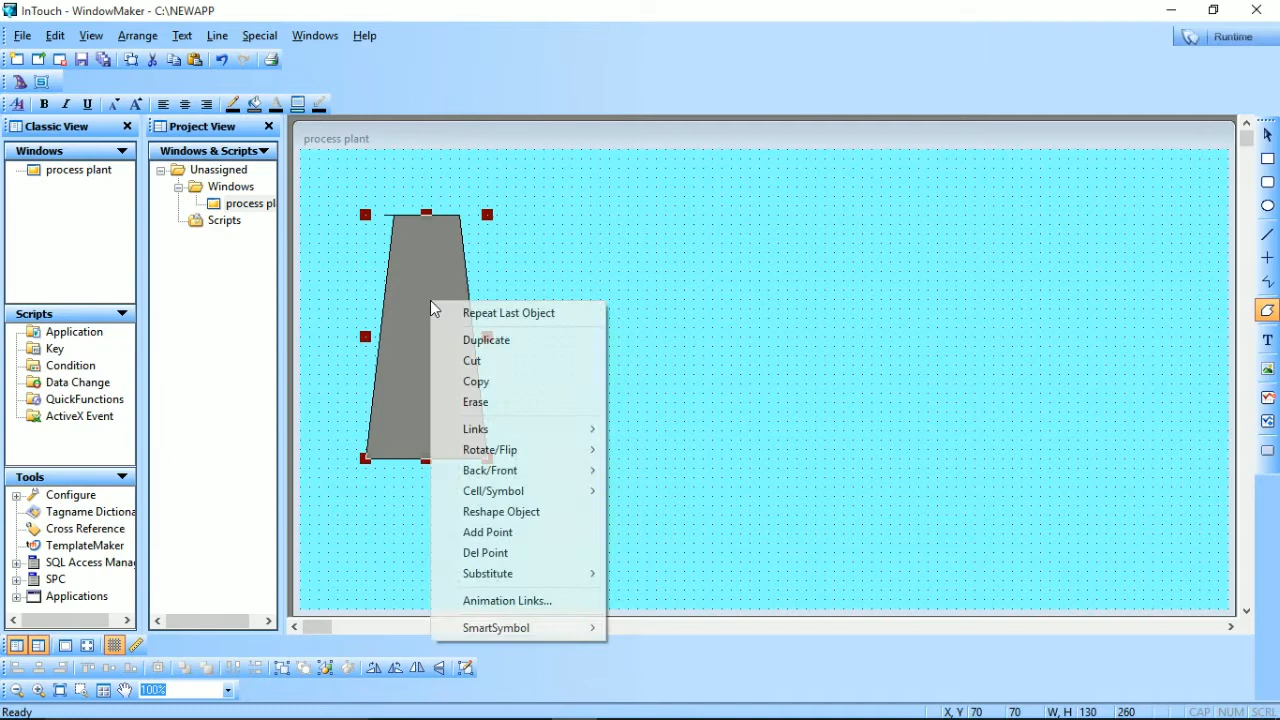 InTouch - WindowMaker - C:\NEWAPP
File Edit View Arrange Text Line Special Windows Help
Runtime
Classic View
Project View
Windows
process plant
Windows & Scripts
Unassigned
Windows
process pl
Scripts
Scripts
Application
Key
Condition
Data Change
QuickFunctions
ActiveX Event
Tools
Configure
Tagname Dictiona
Cross Reference
TemplateMaker
SQL Access Mana
SPC
Applications
process plant
Repeat Last Object
Duplicate
Cut
Copy
Erase
Links
Rotate/Flip
Back/Front
Cell/Symbol
Reshape Object
Add Point
Del Point
Substitute
Animation Links...
SmartSymbol
100%
Ready
X, Y 70 70 W, H 130 260 CAP NUM SCRL